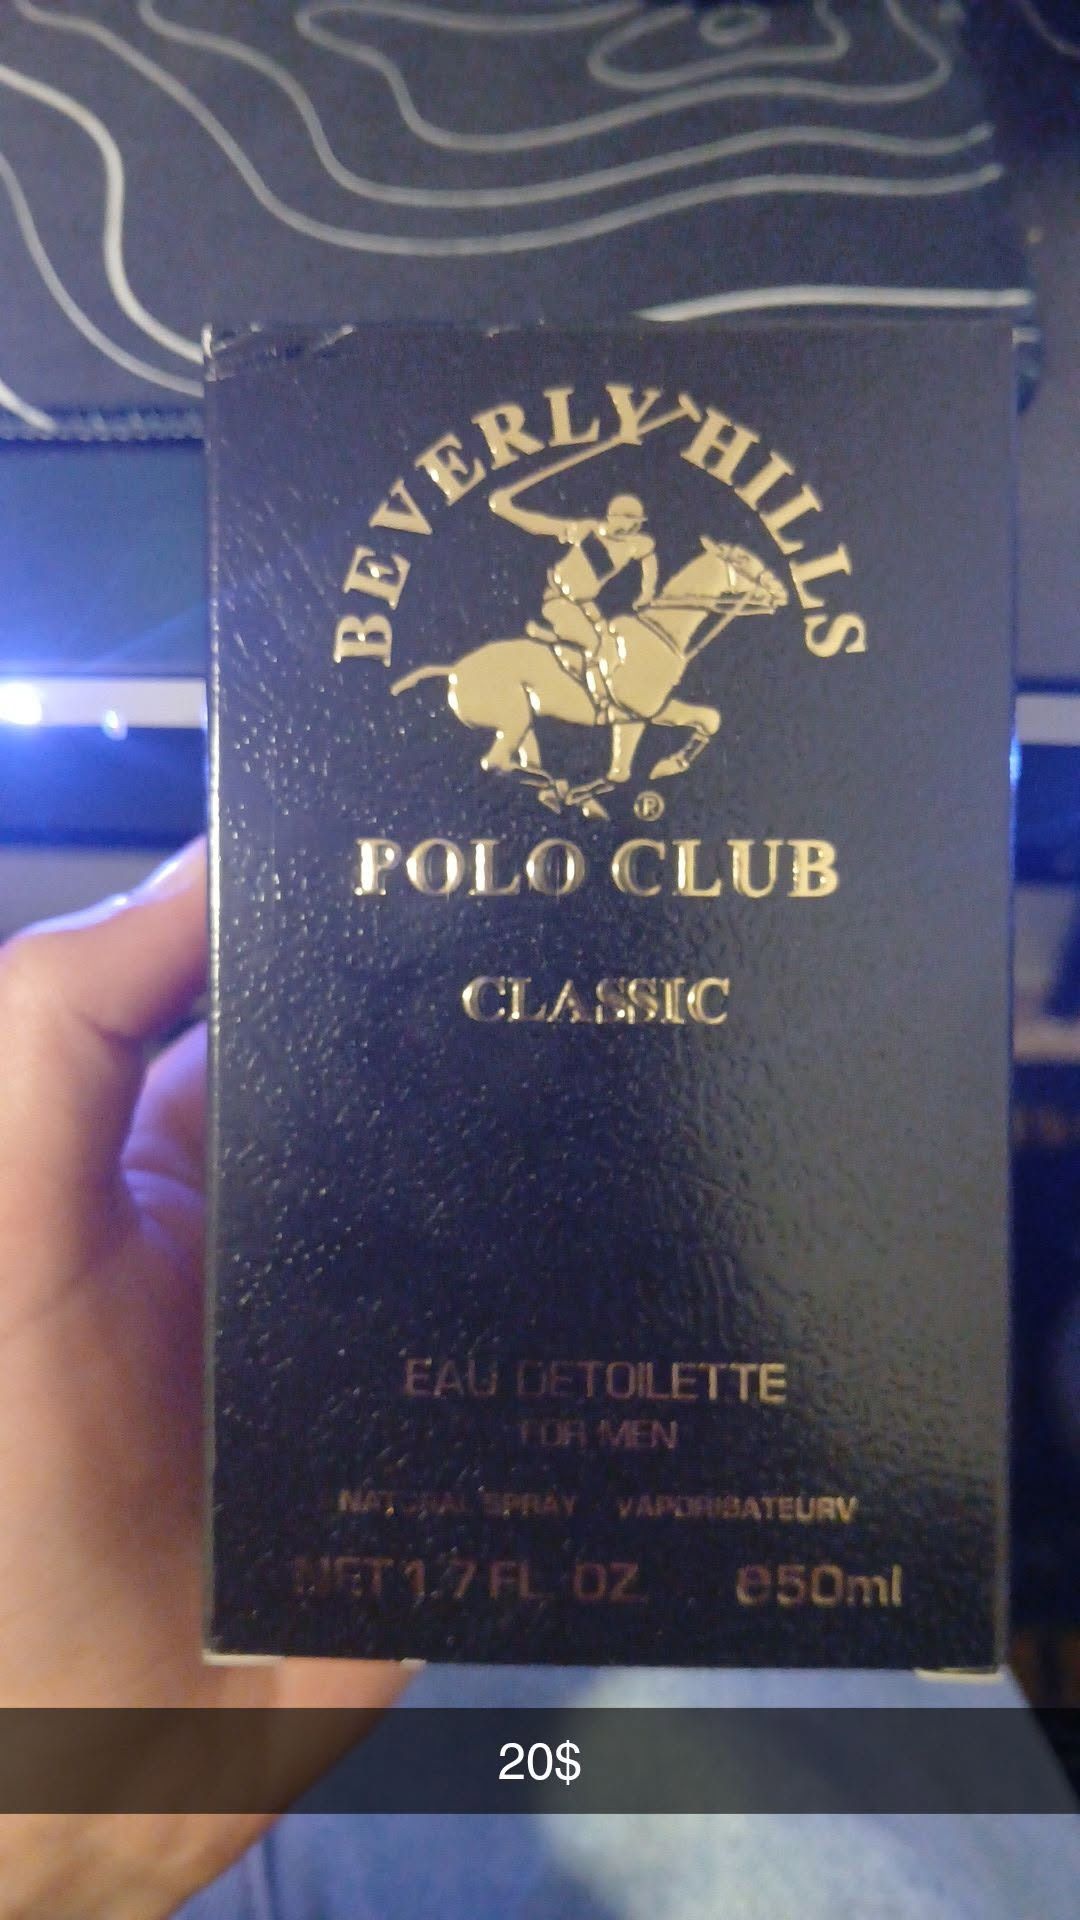 BEVERLY HILLS
®
POLO CLUB
CLASSIC
EAU DETOILETTE
FOR MEN
NATURAL SPRAY VAPORISATEURV
NET 1.7 FL OZ. e50ml
20$